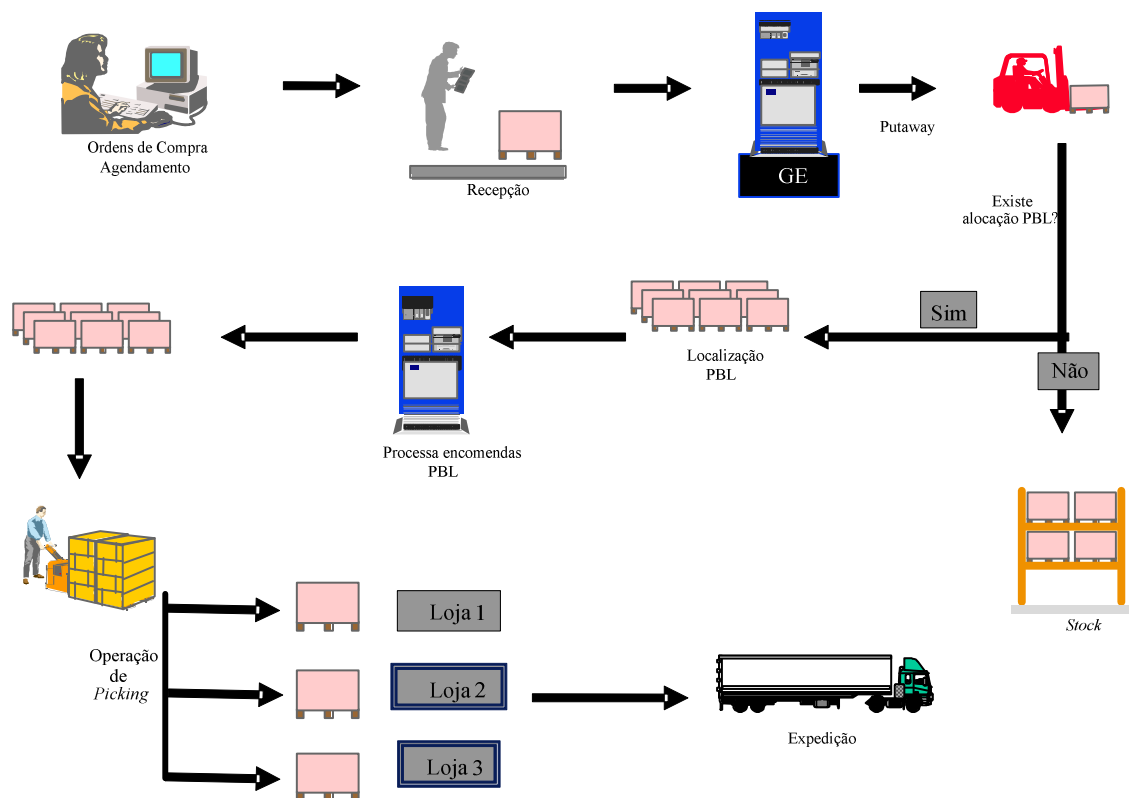 Ordens de Compra
Agendamento
Recepção
GE
Putaway
Existe
alocação PBL?
Sim
Não
Localização
PBL
Processa encomendas
PBL
Stock
Operação
de
Picking
Loja 1
Loja 2
Loja 3
Expedição